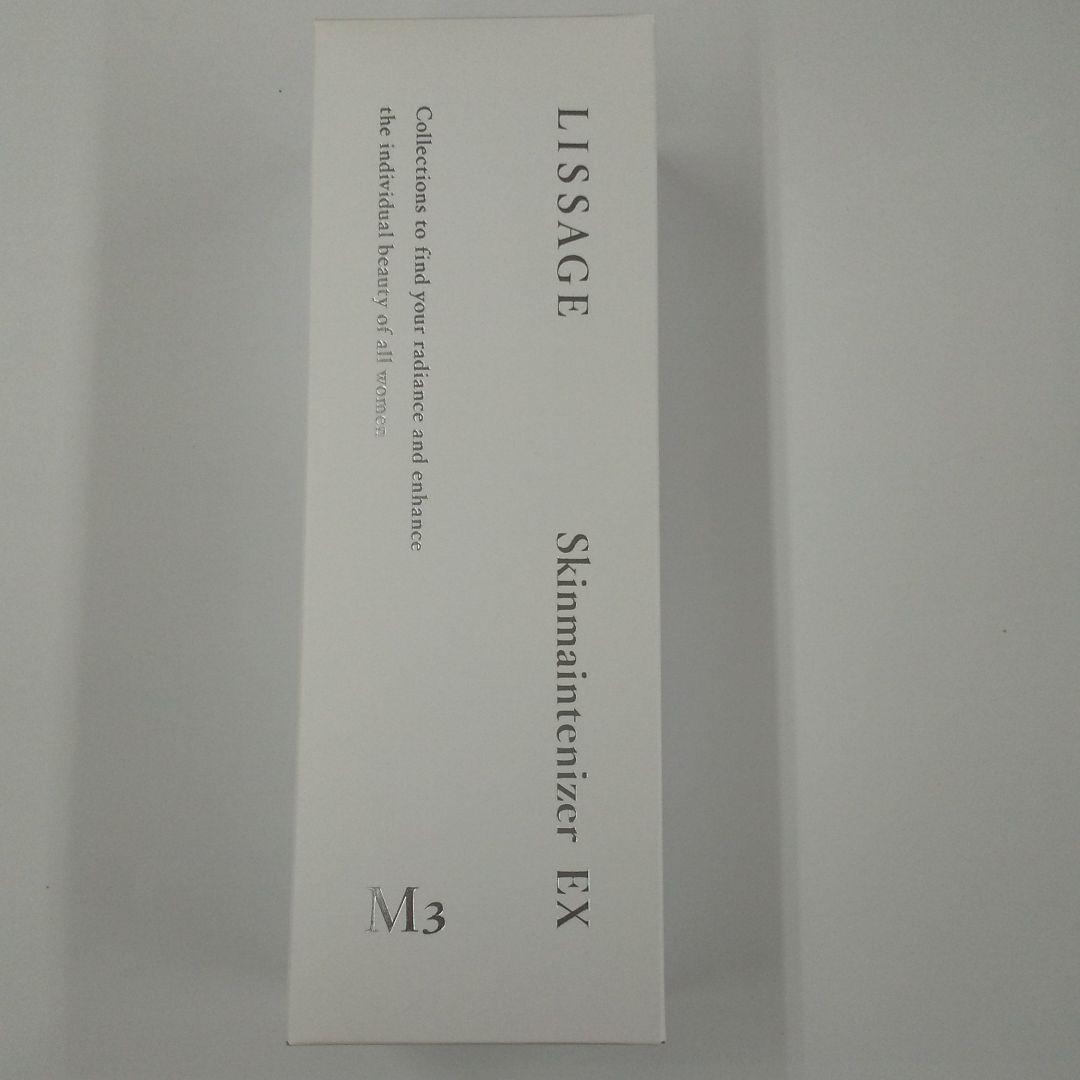 LISSAGE
Skinmaintenizer EX
Collections to find your radiance and enhance
the individual beauty of all women.
M3